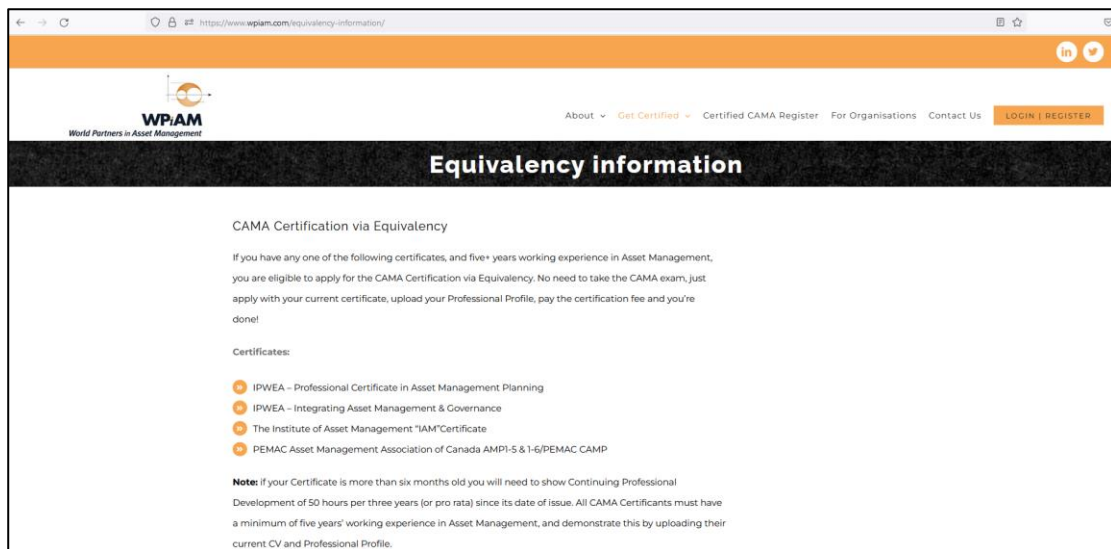 https://www.wpiam.com/equivalency-information/
in
WPiAM
World Partners in Asset Management
About Get Certified Certified CAMA Register For Organisations Contact Us LOGIN | REGISTER
Equivalency information
CAMA Certification via Equivalency
If you have any one of the following certificates, and five+ years working experience in Asset Management,
you are eligible to apply for the CAMA Certification via Equivalency. No need to take the CAMA exam, just
apply with your current certificate, upload your Professional Profile, pay the certification fee and you're
done!
Certificates:
IPWEA – Professional Certificate in Asset Management Planning
IPWEA – Integrating Asset Management & Governance
The Institute of Asset Management "IAM"Certificate
PEMAC Asset Management Association of Canada AMP1-5 & 1-6/PEMAC CAMP
Note: if your Certificate is more than six months old you will need to show Continuing Professional
Development of 50 hours per three years (or pro rata) since its date of issue. All CAMA Certificants must have
a minimum of five years' working experience in Asset Management, and demonstrate this by uploading their
current CV and Professional Profile.